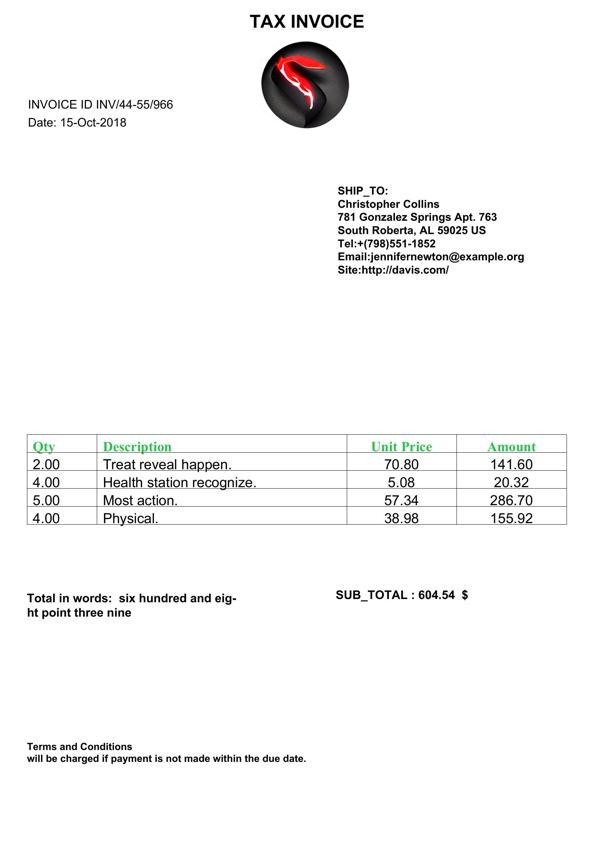 TAX INVOICE
INVOICE ID INV/44-55/966
Date: 15-Oct-2018
SHIP_TO:
Christopher Collins
781 Gonzalez Springs Apt. 763
South Roberta, AL 59025 US
Tel:+(798)551-1852
Email:jennifernewton@example.org
Site:http://davis.com/
Qty Description Unit Price Amount
2.00 Treat reveal happen. 70.80 141.60
4.00 Health station recognize. 5.08 20.32
5.00 Most action. 57.34 286.70
4.00 Physical. 38.98 155.92
Total in words: six hundred and eig-
ht point three nine
SUB_TOTAL : 604.54 $
Terms and Conditions
will be charged if payment is not made within the due date.